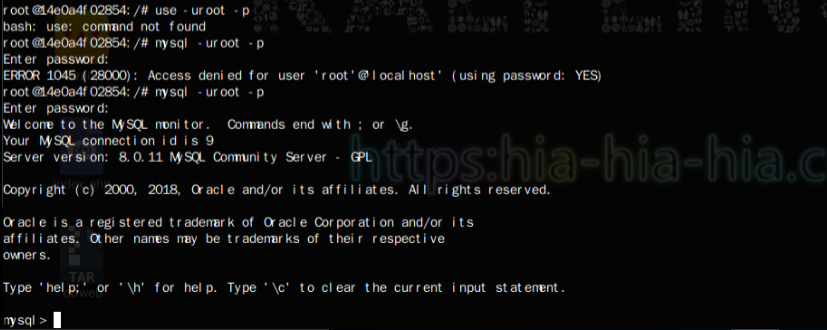 root@14e0a4f02854:/# use -uroot -p
bash: use: command not found
root@14e0a4f02854:/# mysql -uroot -p
Enter password:
ERROR 1045 (28000): Access denied for user 'root'@'localhost' (using password: YES)
root@14e0a4f02854:/# mysql -uroot -p
Enter password:
Welcome to the MySQL monitor.  Commands end with ; or \g.
Your MySQL connection id is 9
Server version: 8.0.11 MySQL Community Server - GPL
https:hia-hia-hia.c
Copyright (c) 2000, 2018, Oracle and/or its affiliates. All rights reserved.
Oracle is a registered trademark of Oracle Corporation and/or its
affiliates. Other names may be trademarks of their respective
owners.
TAR
Type 'help;' or '\h' for help. Type '\c' to clear the current input statement.
mysql>